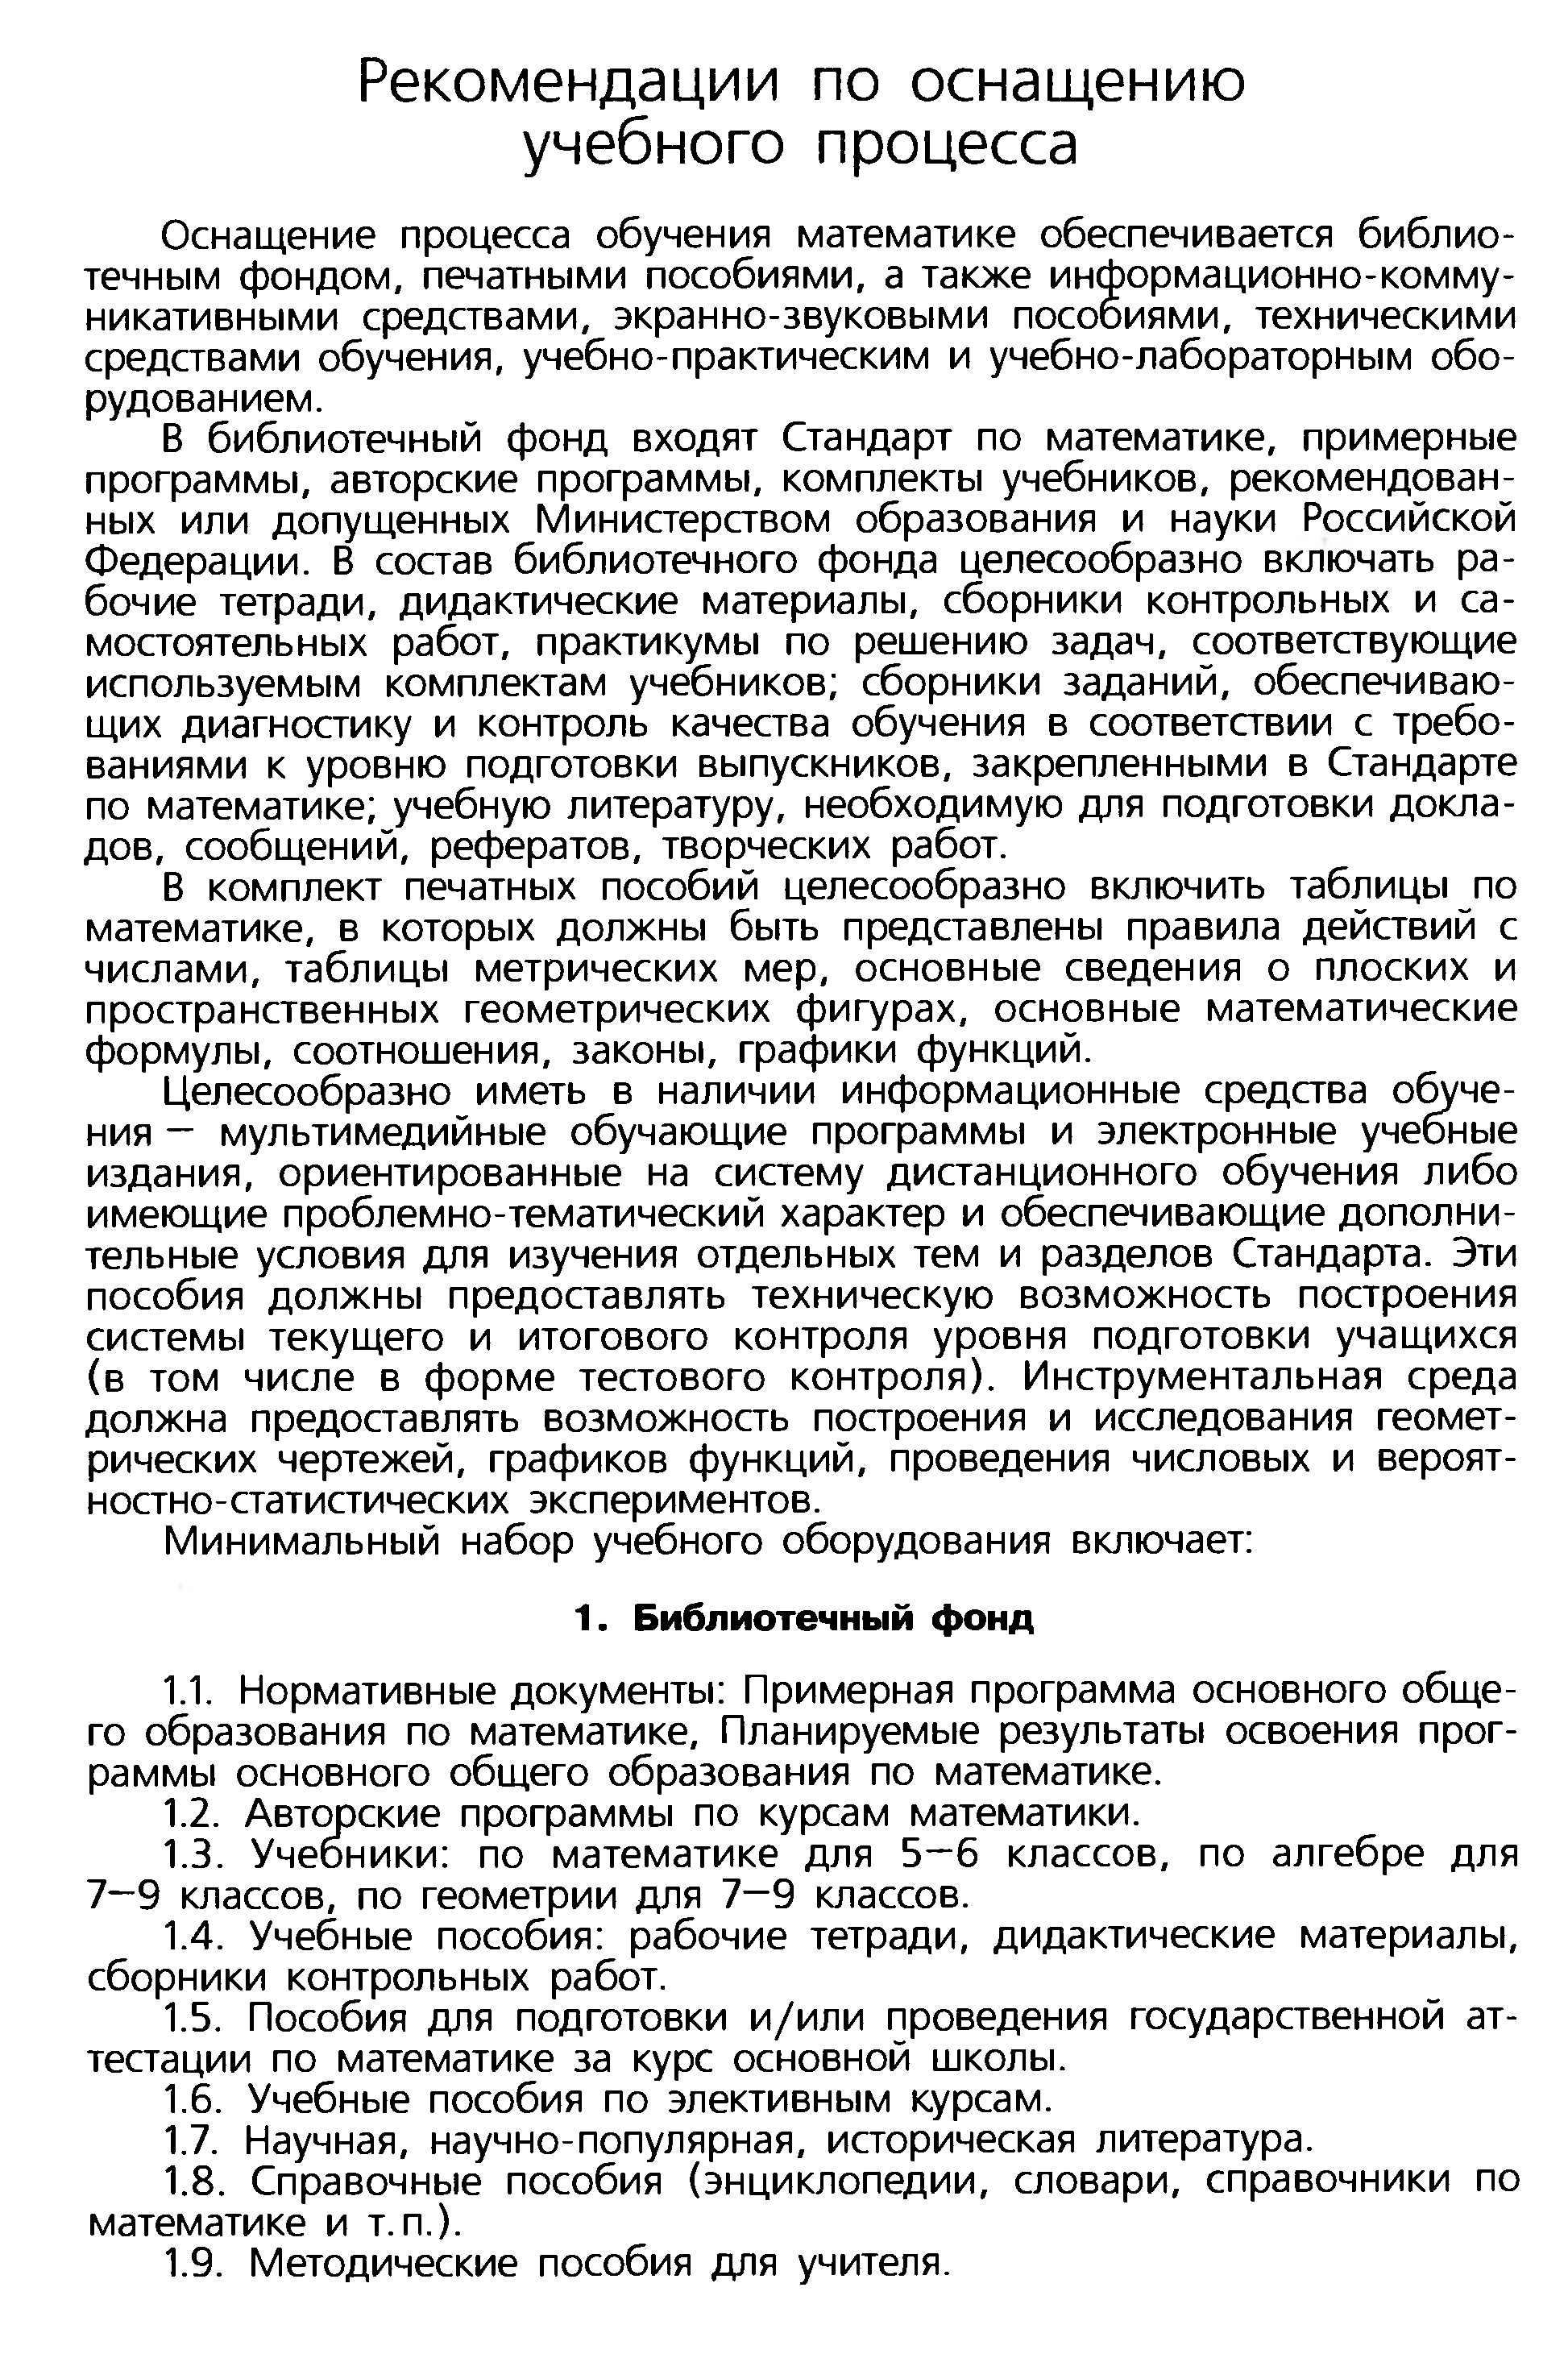 Рекомендации по оснащению
учебного процесса
Оснащение процесса обучения математике обеспечивается библио-
течным фондом, печатными пособиями, а также информационно-комму-
никативными средствами, экранно-звуковыми пособиями, техническими
средствами обучения, учебно-практическим и учебно-лабораторным обо-
рудованием.
В библиотечный фонд входят Стандарт по математике, примерные
программы, авторские программы, комплекты учебников, рекомендован-
ных или допущенных Министерством образования и науки Российской
Федерации. В состав библиотечного фонда целесообразно включать ра-
бочие тетради, дидактические материалы, сборники контрольных и са-
мостоятельных работ, практикумы по решению задач, соответствующие
используемым комплектам учебников; сборники заданий, обеспечиваю-
щих диагностику и контроль качества обучения в соответствии с требо-
ваниями к уровню подготовки выпускников, закрепленными в Стандарте
по математике; учебную литературу, необходимую для подготовки докла-
дов, сообщений, рефератов, творческих работ.
В комплект печатных пособий целесообразно включить таблицы по
математике, в которых должны быть представлены правила действий с
числами, таблицы метрических мер, основные сведения о плоских и
пространственных геометрических фигурах, основные математические
формулы, соотношения, законы, графики функций.
Целесообразно иметь в наличии информационные средства обуче-
ния — мультимедийные обучающие программы и электронные учебные
издания, ориентированные на систему дистанционного обучения либо
имеющие проблемно-тематический характер и обеспечивающие дополни-
тельные условия для изучения отдельных тем и разделов Стандарта. Эти
пособия должны предоставлять техническую возможность построения
системы текущего и итогового контроля уровня подготовки учащихся
(в том числе в форме тестового контроля). Инструментальная среда
должна предоставлять возможность построения и исследования геомет-
рических чертежей, графиков функций, проведения числовых и вероят-
ностно-статистических экспериментов.
Минимальный набор учебного оборудования включает:
1. Библиотечный фонд
1.1. Нормативные документы: Примерная программа основного обще-
го образования по математике, Планируемые результаты освоения прог-
раммы основного общего образования по математике.
1.2. Авторские программы по курсам математики.
1.3. Учебники: по математике для 5—6 классов, по алгебре для
7—9 классов, по геометрии для 7—9 классов.
1.4. Учебные пособия: рабочие тетради, дидактические материалы,
сборники контрольных работ.
1.5. Пособия для подготовки и/или проведения государственной ат-
тестации по математике за курс основной школы.
1.6. Учебные пособия по элективным курсам.
1.7. Научная, научно-популярная, историческая литература.
1.8. Справочные пособия (энциклопедии, словари, справочники по
математике и т.п.).
1.9. Методические пособия для учителя.